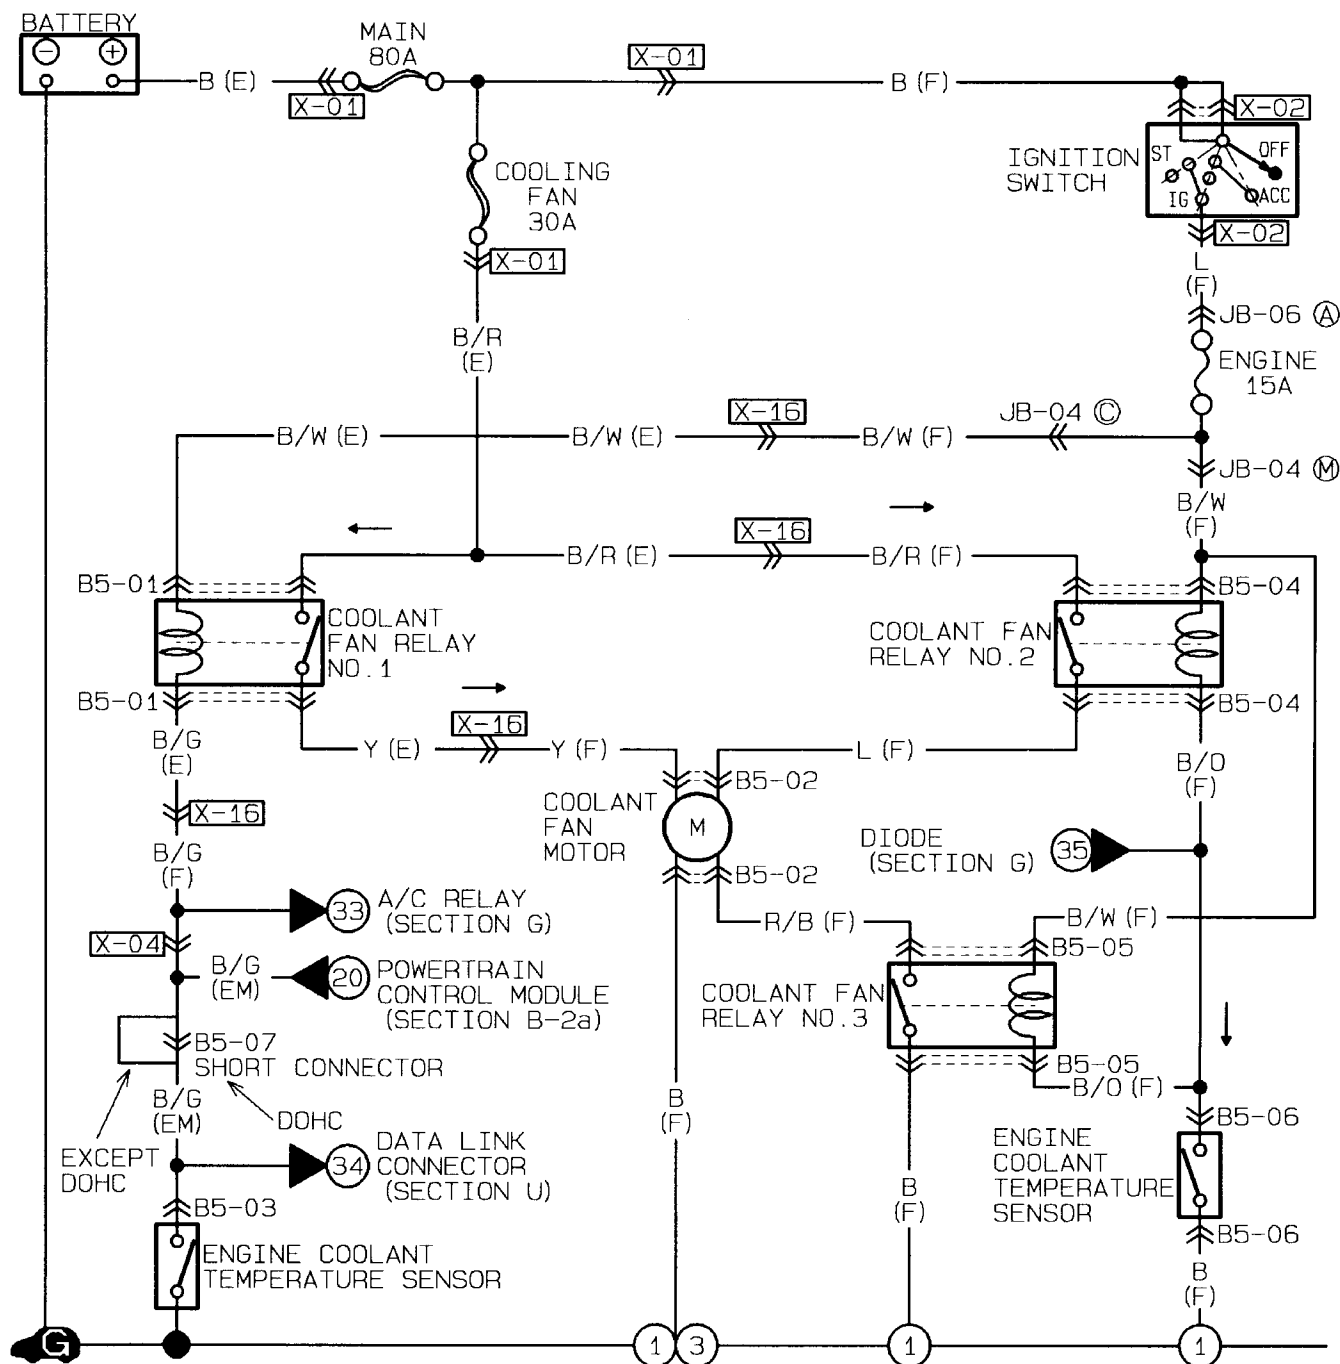 BATTERY
−
+
B (E)
X-01
MAIN
80A
X-01
B (F)
X-02
IGNITION
SWITCH
ST
OFF
IG
ACC
X-02
COOLING
FAN
30A
X-01
L
(F)
JB-06 A
ENGINE
15A
B/R
(E)
B/W (E)
B/W (E)
X-16
B/W (F)
JB-04 C
JB-04 M
B/W
(F)
B/R (E)
X-16
B/R (F)
B5-01
COOLANT
FAN RELAY
NO.1
B5-01
B5-04
COOLANT FAN
RELAY NO.2
B5-04
B/G
(E)
Y (E)
X-16
Y (F)
L (F)
B/O
(F)
X-16
B5-02
COOLANT
FAN
MOTOR
M
B5-02
DIODE
(SECTION G)
35
B/G
(F)
33
A/C RELAY
(SECTION G)
X-04
B/G
(EM)
20
POWERTRAIN
CONTROL MODULE
(SECTION B-2a)
R/B (F)
B/W (F)
B5-05
COOLANT FAN
RELAY NO.3
B5-05
B/O (F)
B5-07
SHORT CONNECTOR
B/G
(EM)
DOHC
EXCEPT
DOHC
34
DATA LINK
CONNECTOR
(SECTION U)
B
(F)
B
(F)
B5-06
ENGINE
COOLANT
TEMPERATURE
SENSOR
B5-06
B5-03
ENGINE COOLANT
TEMPERATURE SENSOR
B
(F)
G
1
3
1
1